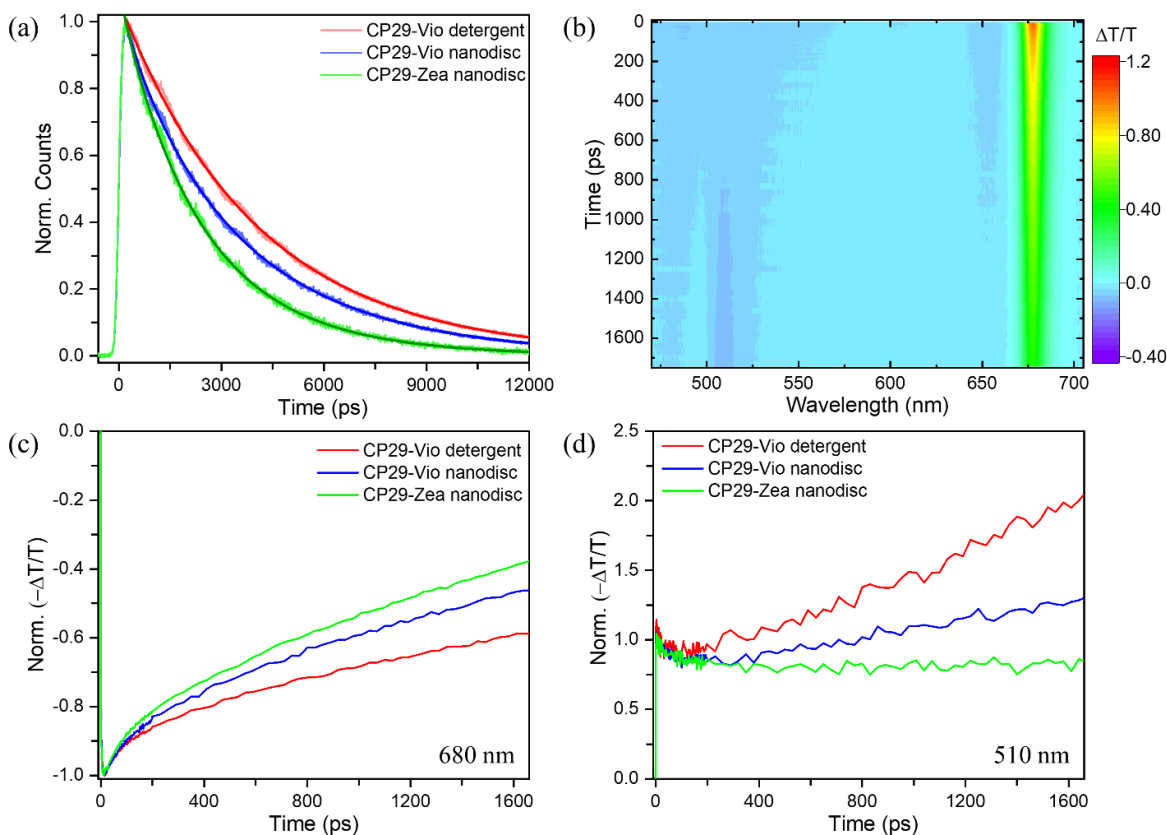 (a)
CP29-Vio detergent
CP29-Vio nanodisc
CP29-Zea nanodisc
Norm. Counts
1.0
0.8
0.6
0.4
0.2
0.0
0 3000 6000 9000 12000
Time (ps)
(b)
ΔT/T
Time (ps)
0
200
400
600
800
1000
1200
1400
1600
500 550 600 650 700
Wavelength (nm)
1.2
0.80
0.40
0.0
-0.40
(c)
CP29-Vio detergent
CP29-Vio nanodisc
CP29-Zea nanodisc
Norm. (−ΔT/T)
0.0
-0.2
-0.4
-0.6
-0.8
-1.0
680 nm
0 400 800 1200 1600
Time (ps)
(d)
CP29-Vio detergent
CP29-Vio nanodisc
CP29-Zea nanodisc
Norm. (−ΔT/T)
2.5
2.0
1.5
1.0
0.5
0.0
510 nm
0 400 800 1200 1600
Time (ps)